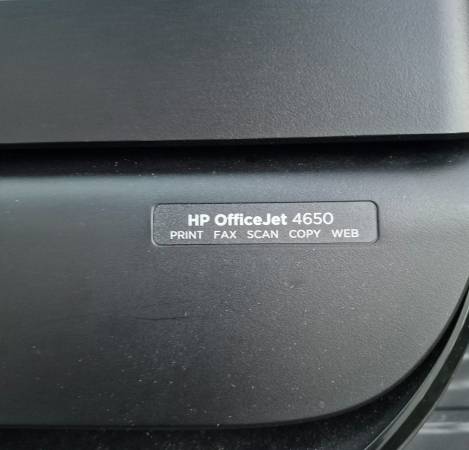 HP OfficeJet 4650
PRINT FAX SCAN COPY WEB